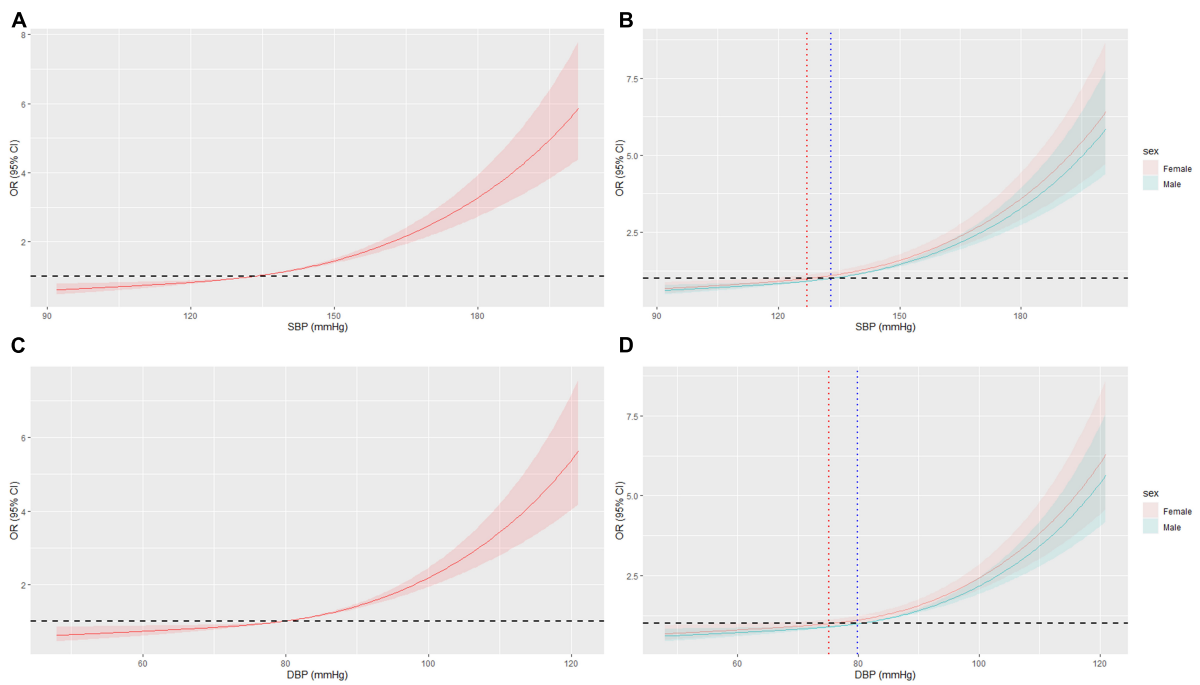 A
OR (95% CI)
8
6
4
2
90
120
150
180
SBP (mmHg)
B
OR (95% CI)
7.5
5.0
2.5
90
120
150
180
SBP (mmHg)
sex
Female
Male
C
OR (95% CI)
6
4
2
60
80
100
120
DBP (mmHg)
D
OR (95% CI)
7.5
5.0
2.5
60
80
100
120
DBP (mmHg)
sex
Female
Male